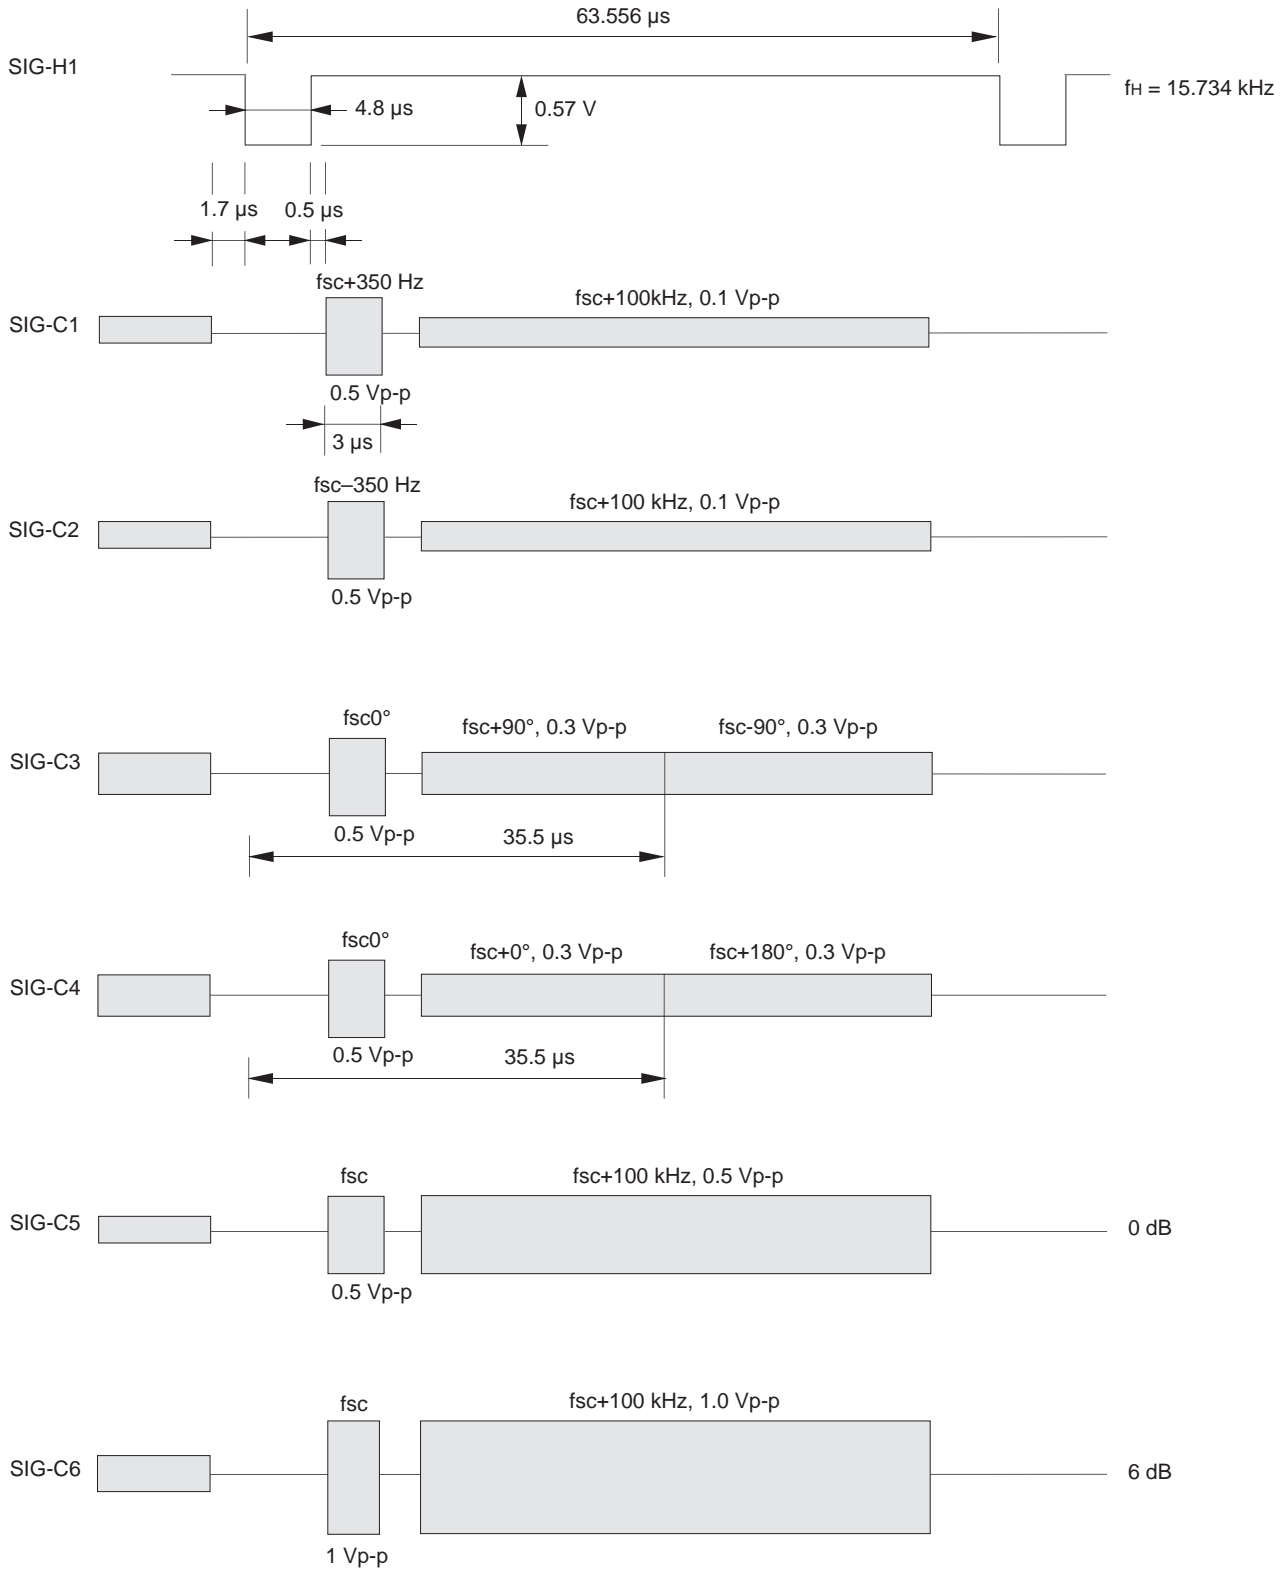 63.556 µs
SIG-H1
fH = 15.734 kHz
4.8 µs
0.57 V
1.7 µs
0.5 µs
fsc+350 Hz
fsc+100kHz, 0.1 Vp-p
SIG-C1
0.5 Vp-p
3 µs
fsc–350 Hz
fsc+100 kHz, 0.1 Vp-p
SIG-C2
0.5 Vp-p
fsc0°
fsc+90°, 0.3 Vp-p
fsc-90°, 0.3 Vp-p
SIG-C3
0.5 Vp-p
35.5 µs
fsc0°
fsc+0°, 0.3 Vp-p
fsc+180°, 0.3 Vp-p
SIG-C4
0.5 Vp-p
35.5 µs
fsc
fsc+100 kHz, 0.5 Vp-p
SIG-C5
0 dB
0.5 Vp-p
fsc
fsc+100 kHz, 1.0 Vp-p
SIG-C6
6 dB
1 Vp-p